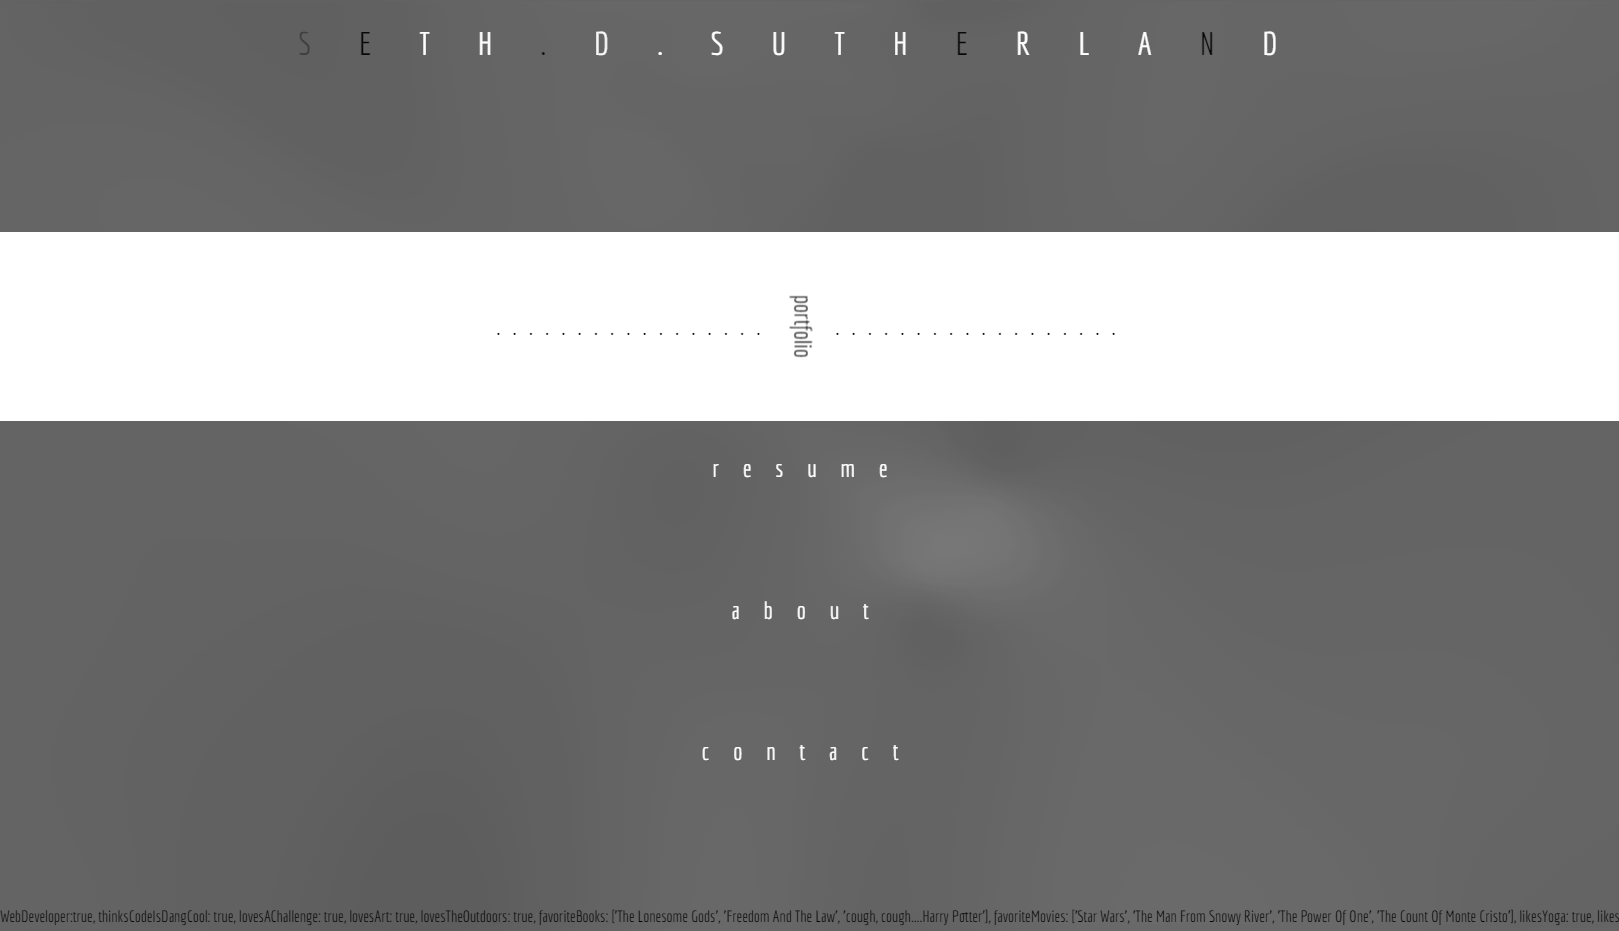 S E T H . D . S U T H E R L A N D
. . . . . . . . . . . . . . . . . portfolio . . . . . . . . . . . . . . . . . .
r e s u m e
a b o u t
c o n t a c t
WebDeveloper:true, thinksCodeIsDangCool: true, lovesAChallenge: true, lovesArt: true, lovesTheOutdoors: true, favoriteBooks: ['The Lonesome Gods', 'Freedom And The Law', 'cough, cough....Harry Potter'], favoriteMovies: ['Star Wars', 'The Man From Snowy River', 'The Power Of One', 'The Count Of Monte Cristo'], likesYoga: true, likes